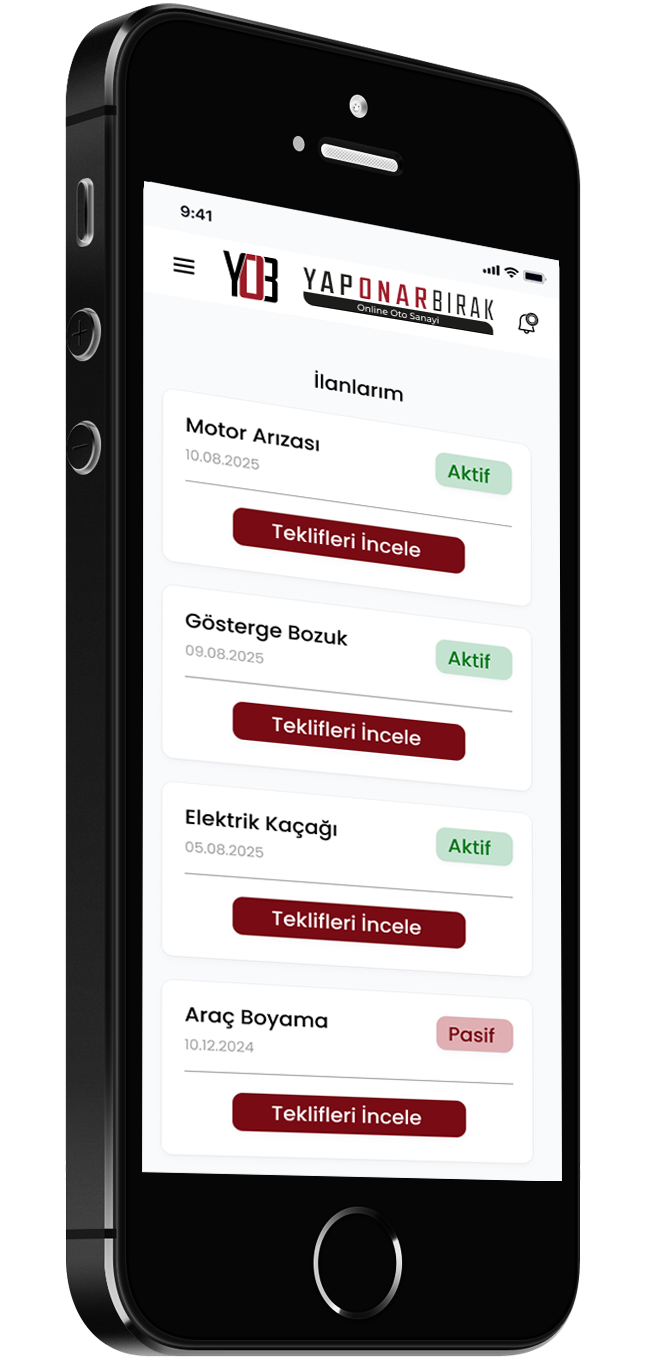 9:41
YOB
YAPONARBIRAK
Online Oto Sanayi
İlanlarım
Motor Arızası
10.08.2025
Aktif
Teklifleri İncele
Gösterge Bozuk
09.08.2025
Aktif
Teklifleri İncele
Elektrik Kaçağı
05.08.2025
Aktif
Teklifleri İncele
Araç Boyama
10.12.2024
Pasif
Teklifleri İncele